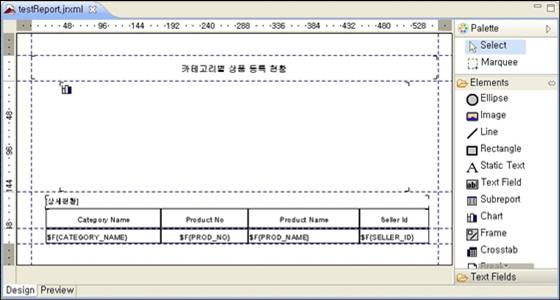 testReport.jrxml
48 96 144 192 240 288 336 384 432 480 528
Palette
Select
Marquee
Elements
Ellipse
Image
Line
Rectangle
Static Text
Text Field
Subreport
Chart
Frame
Crosstab
Text Fields
카테고리별 상품 등록 현황
48
96
144
[상세현황]
Category Name Product No Product Name Seller Id
$F{CATEGORY_NAME} $F{PROD_NO} $F{PROD_NAME} $F{SELLER_ID}
Design Preview